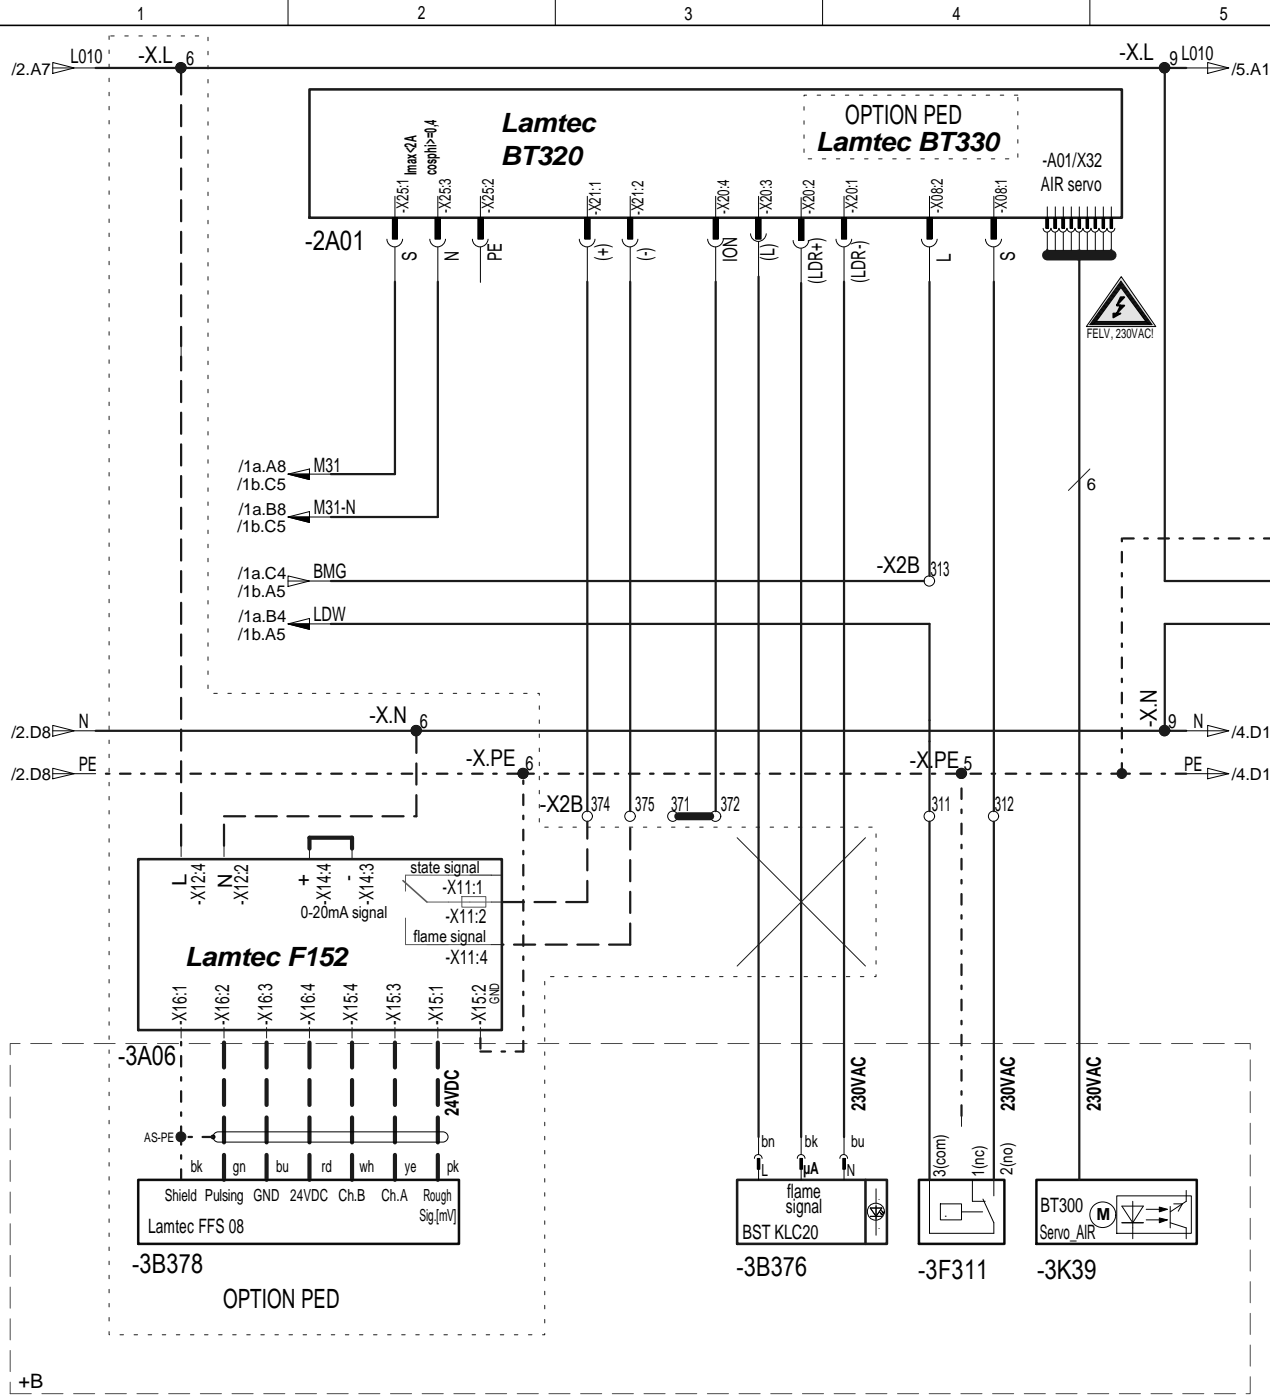 1 2 3 4 5
/2.A7 L010 -X.L 6 -X.L 9 L010 /5.A1
Lamtec
BT320
OPTION PED
Lamtec BT330
Imax<2A
cosphi>=0,4
-A01/X32
AIR servo
-X25:1 -X25:3 -X25:2 -X21:1 -X21:2 -X20:4 -X20:3 -X20:2 -X20:1 -X08:2 -X08:1
-2A01
S N PE (+) (-) ION (L) (LDR+) (LDR-) L S
FELV, 230VAC!
/1a.A8 M31
/1b.C5
6
/1a.B8 M31-N
/1b.C5
/1a.C4 BMG -X2B 313
/1b.A5
/1a.B4 LDW
/1b.A5
/2.D8 N -X.N 6 -X.N 9 N /4.D1
/2.D8 PE -X.PE 6 -X.PE 5 PE /4.D1
-X2B 374 375 371 372 311 312
L N + -
-X12:4 -X12:2 -X14:4 -X14:3
state signal
-X11:1
0-20mA signal
-X11:2
flame signal
-X11:4
Lamtec F152
-X16:1 -X16:2 -X16:3 -X16:4 -X15:4 -X15:3 -X15:1 -X15:2 GND
-3A06
24VDC 230VAC 230VAC 230VAC
AS-PE
bk gn bu rd wh ye pk
bn bk bu
3(com) 1(nc) 2(no)
L µA N
Shield Pulsing GND 24VDC Ch.B Ch.A Rough
Sig.[mV]
Lamtec FFS 08
flame
signal
BST KLC20
BT300
Servo_AIR
M
-3B378 -3B376 -3F311 -3K39
OPTION PED
+B